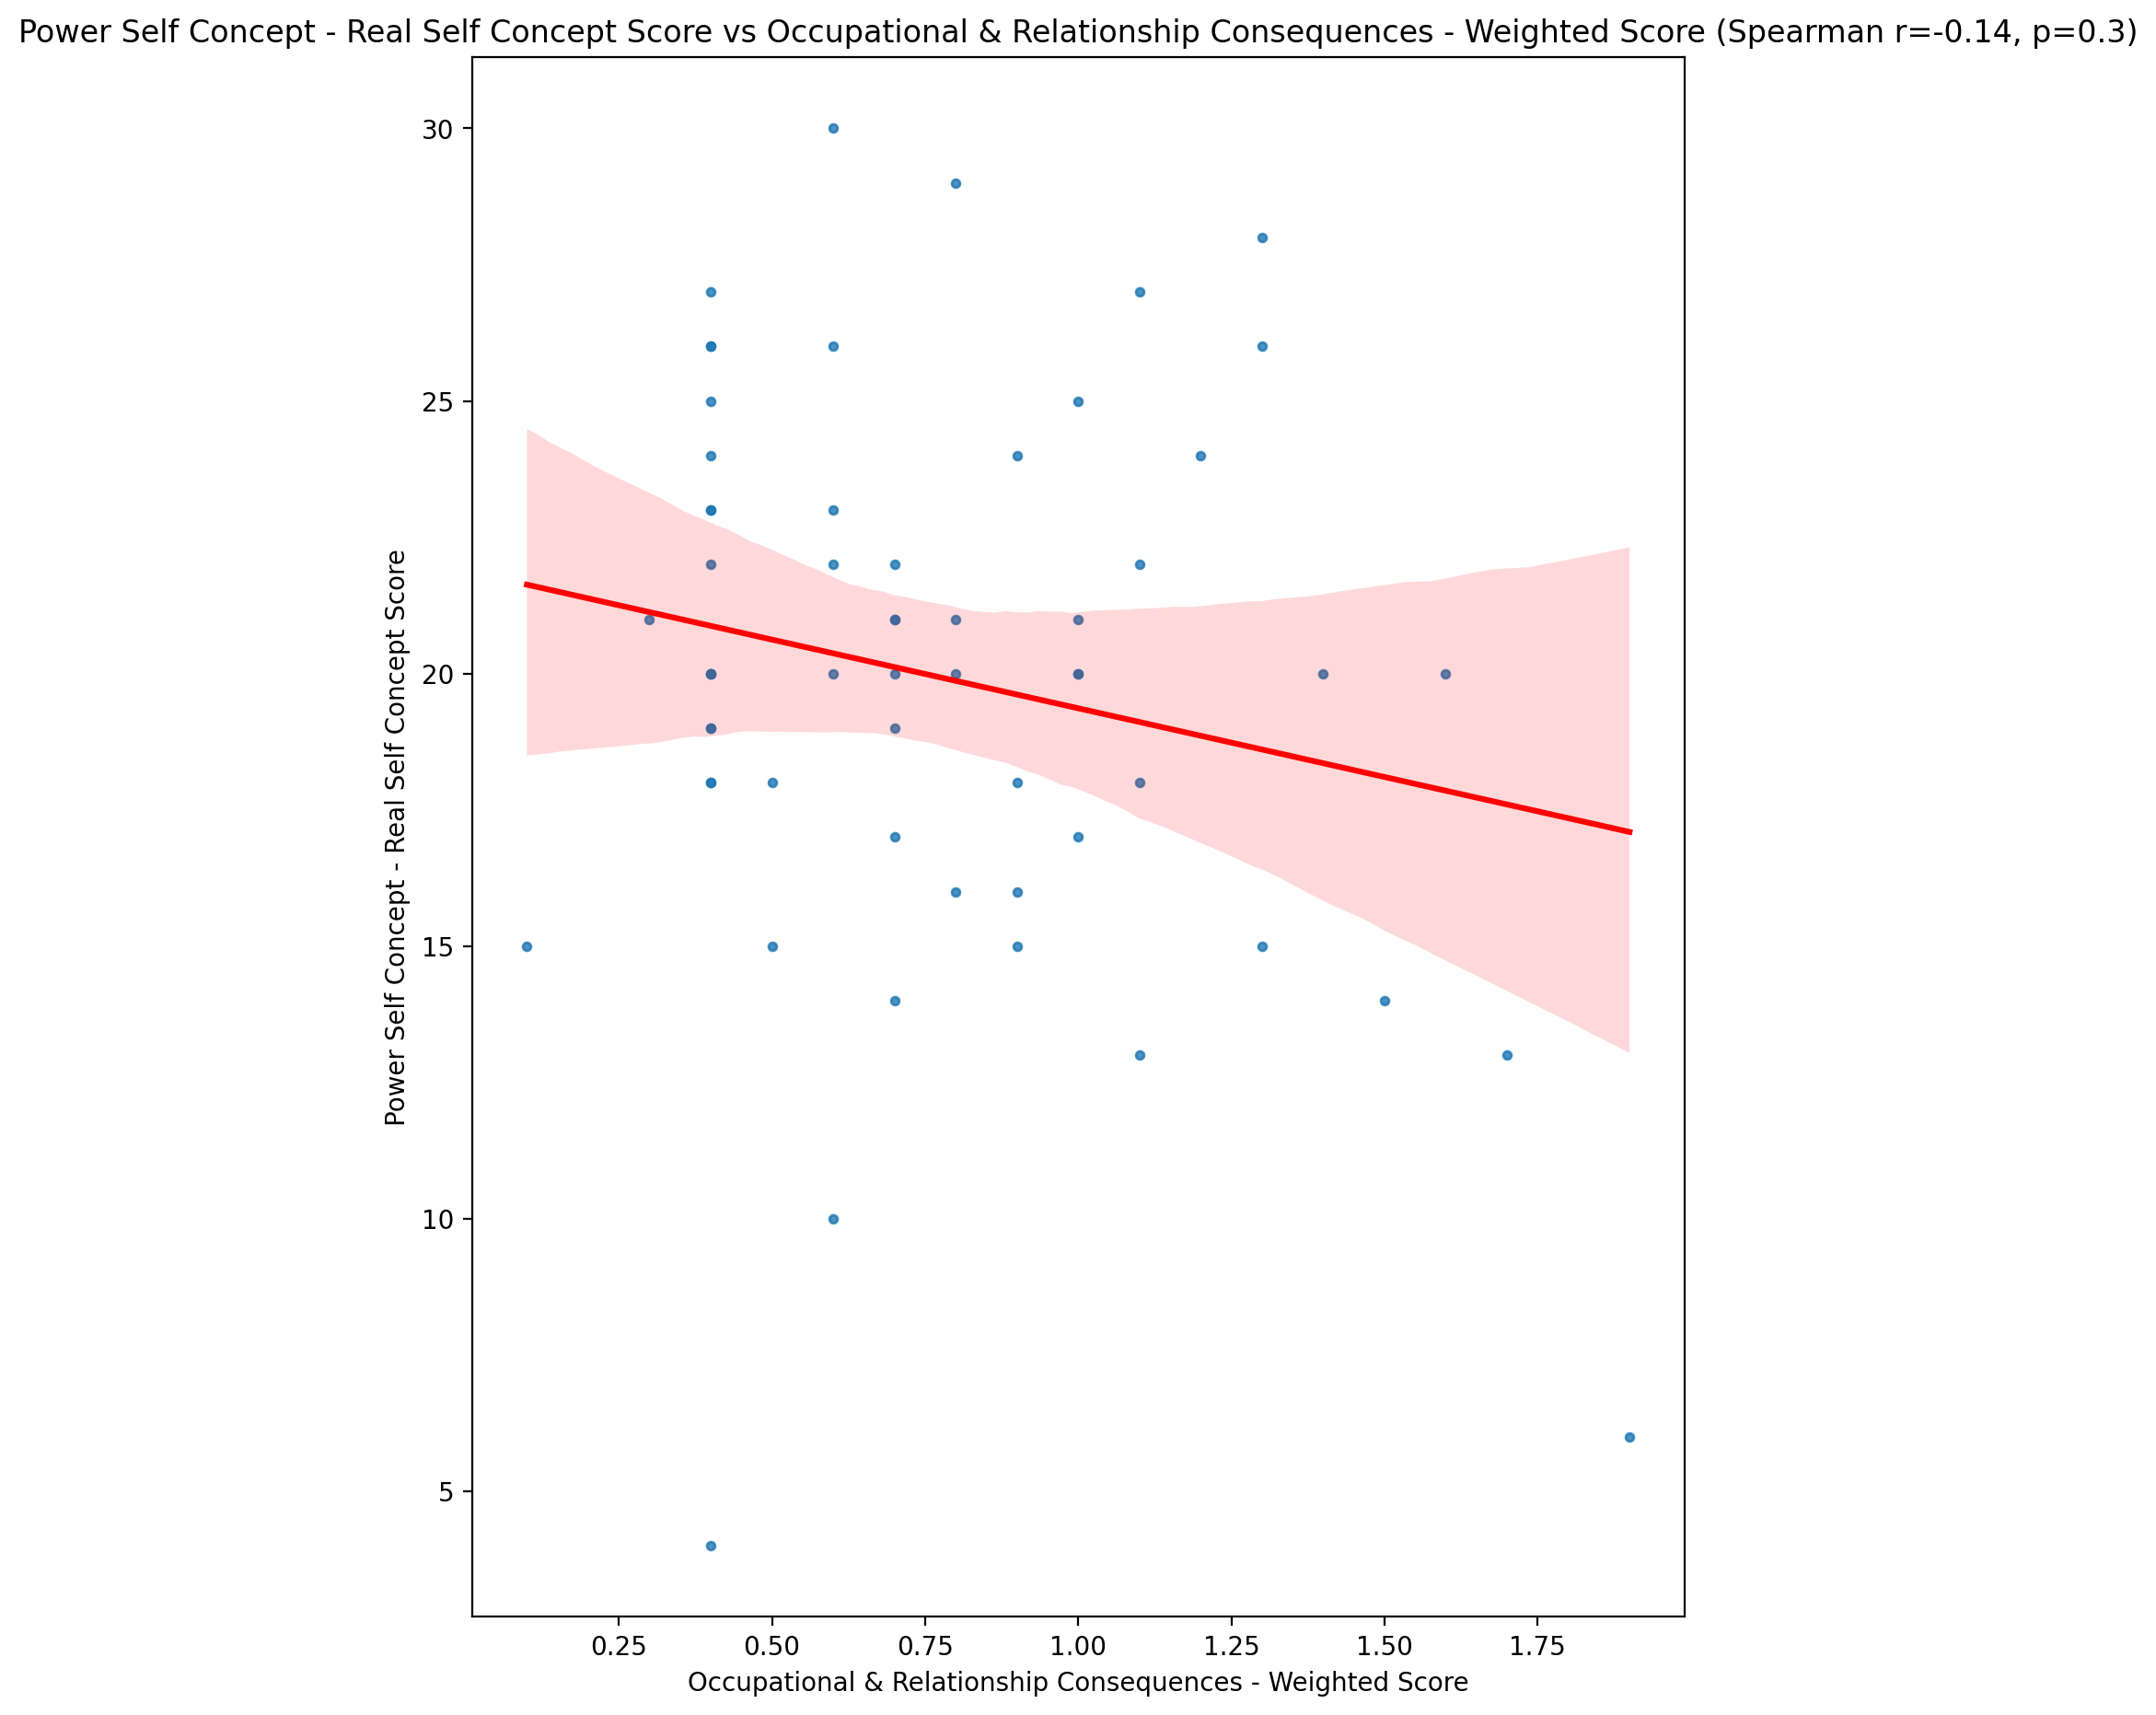 Power Self Concept - Real Self Concept Score vs Occupational & Relationship Consequences - Weighted Score (Spearman r=-0.14, p=0.3)
30
25
20
15
10
5
Power Self Concept - Real Self Concept Score
0.25 0.50 0.75 1.00 1.25 1.50 1.75
Occupational & Relationship Consequences - Weighted Score